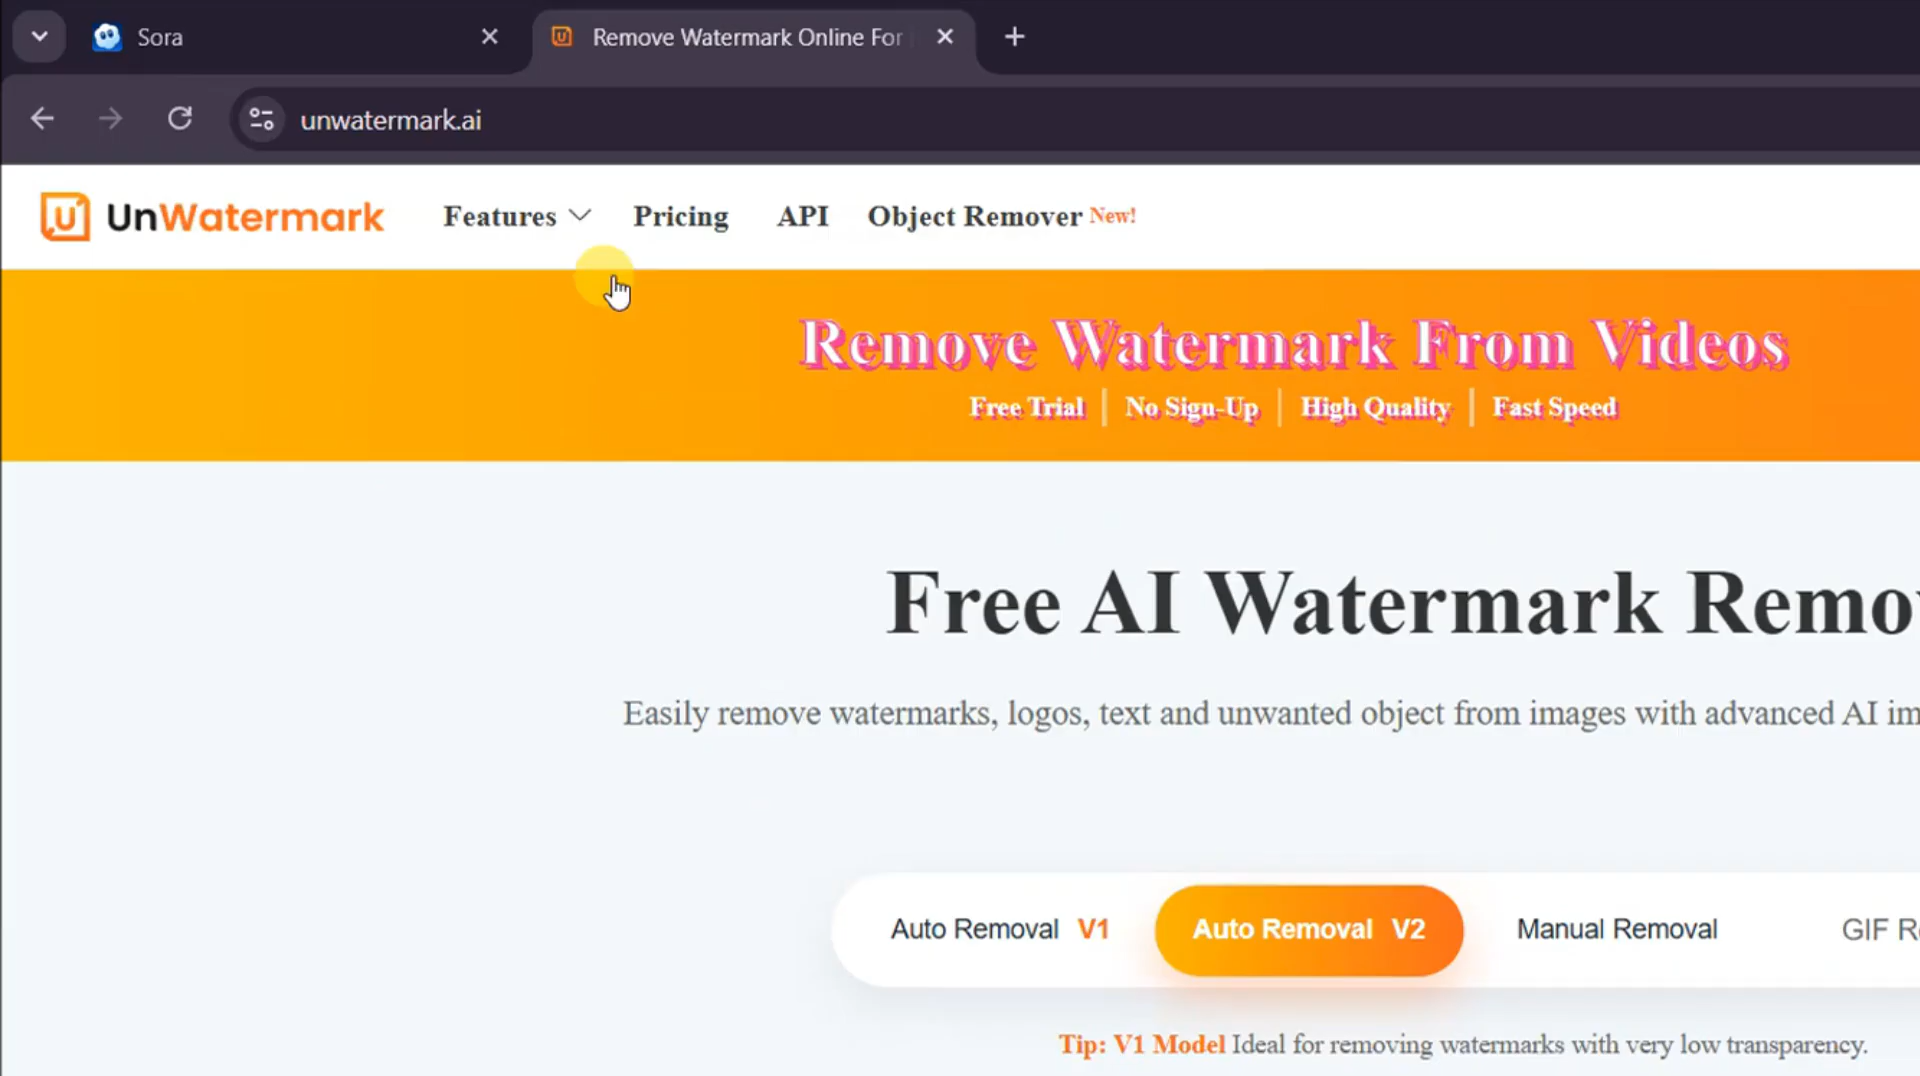 Sora
Remove Watermark Online For
unwatermark.ai
UnWatermark Features Pricing API Object Remover New!
Remove Watermark From Videos
Free Trial | No Sign-Up | High Quality | Fast Speed
Free AI Watermark Remov
Easily remove watermarks, logos, text and unwanted object from images with advanced AI im
Auto Removal V1 Auto Removal V2 Manual Removal GIF R
Tip: V1 Model Ideal for removing watermarks with very low transparency.